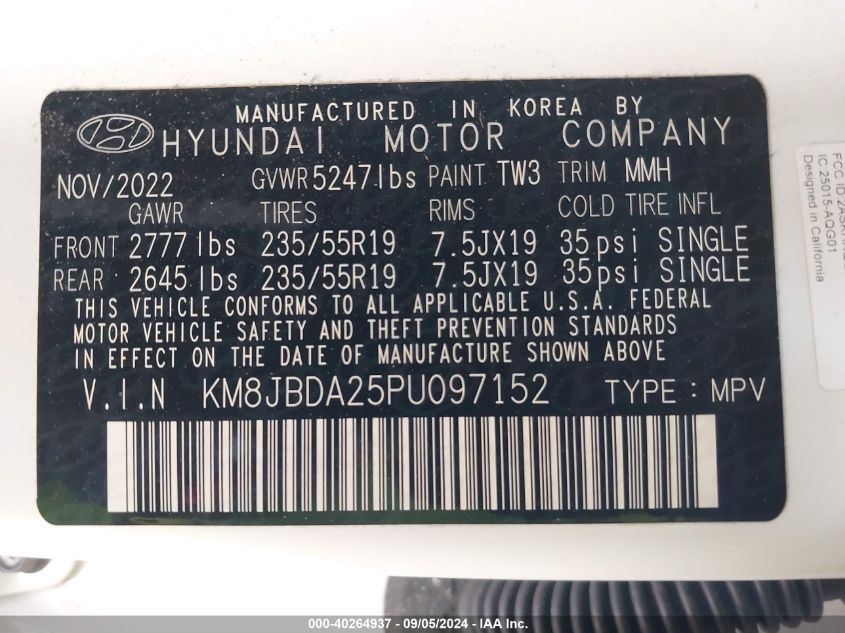 MANUFACTURED IN KOREA BY
HYUNDAI MOTOR COMPANY
NOV/2022 GVWR 5247 lbs PAINT TW3 TRIM MMH
GAWR TIRES RIMS COLD TIRE INFL
FRONT 2777 lbs 235/55R19 7.5JX19 35psi SINGLE
REAR 2645 lbs 235/55R19 7.5JX19 35psi SINGLE
THIS VEHICLE CONFORMS TO ALL APPLICABLE U.S.A. FEDERAL
MOTOR VEHICLE SAFETY AND THEFT PREVENTION STANDARDS
IN EFFECT ON THE DATE OF MANUFACTURE SHOWN ABOVE
V.I.N KM8JBDA25PU097152 TYPE : MPV
FCC ID
IC 25015-AQG01
Designed in California
000-40264937 - 09/05/2024 - IAA Inc.